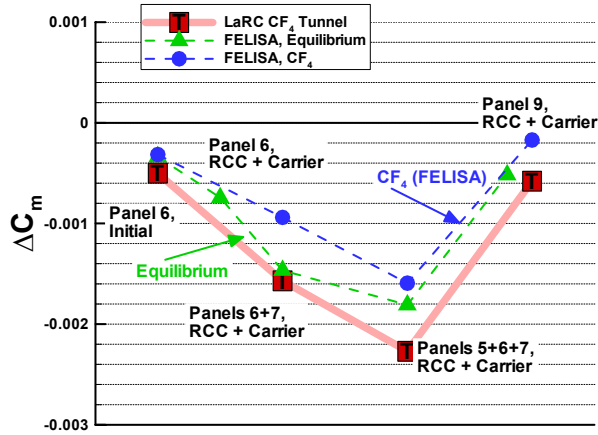 0.001
0
-0.001
-0.002
-0.003
ΔCm
LaRC CF4 Tunnel
FELISA, Equilibrium
FELISA, CF4
T
T
T
T
T
Panel 6,
RCC + Carrier
Panel 9,
RCC + Carrier
CF4 (FELISA)
Panel 6,
Initial
Equilibrium
Panels 6+7,
RCC + Carrier
Panels 5+6+7,
RCC + Carrier